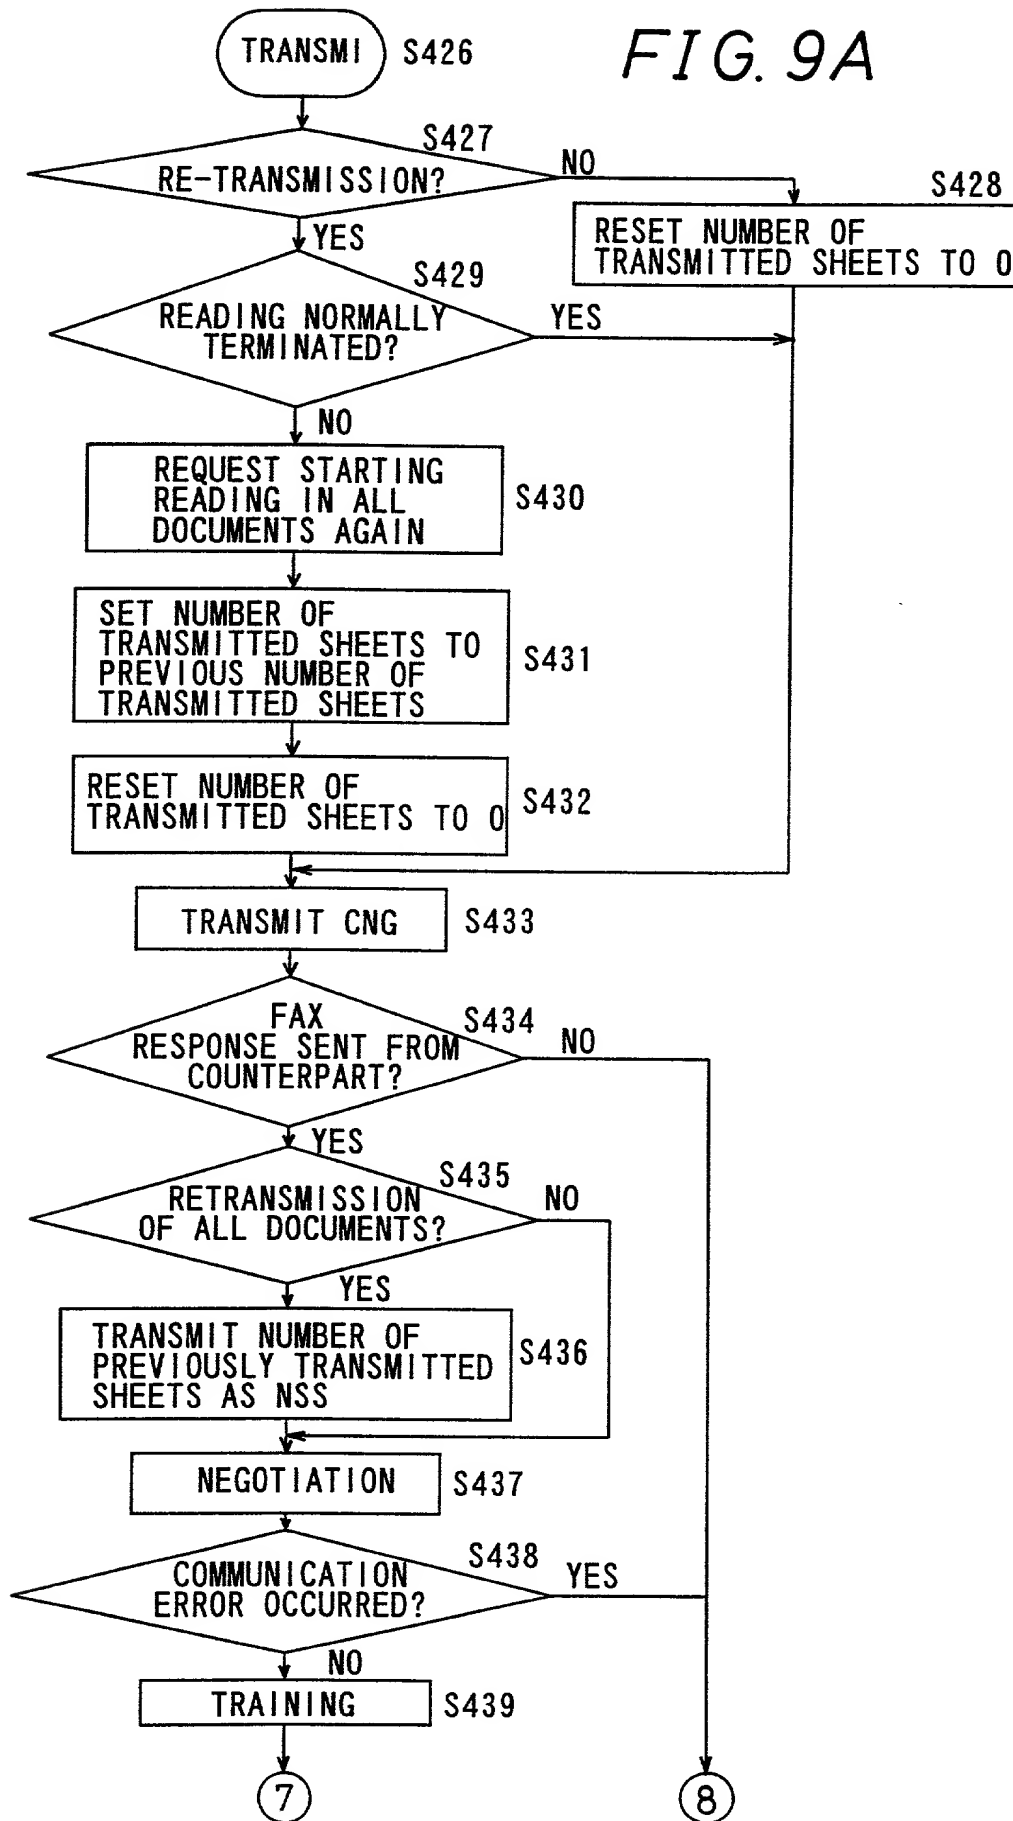 FIG. 9A
TRANSMI S426
S427
RE-TRANSMISSION?
NO
YES
S428
RESET NUMBER OF
TRANSMITTED SHEETS TO 0
S429
READING NORMALLY
TERMINATED?
YES
NO
REQUEST STARTING
READING IN ALL
DOCUMENTS AGAIN
S430
SET NUMBER OF
TRANSMITTED SHEETS TO
PREVIOUS NUMBER OF
TRANSMITTED SHEETS
S431
RESET NUMBER OF
TRANSMITTED SHEETS TO 0
S432
TRANSMIT CNG
S433
FAX
RESPONSE SENT FROM
COUNTERPART?
S434
NO
YES
S435
RETRANSMISSION
OF ALL DOCUMENTS?
NO
YES
TRANSMIT NUMBER OF
PREVIOUSLY TRANSMITTED
SHEETS AS NSS
S436
NEGOTIATION
S437
S438
COMMUNICATION
ERROR OCCURRED?
YES
NO
TRAINING
S439
7
8